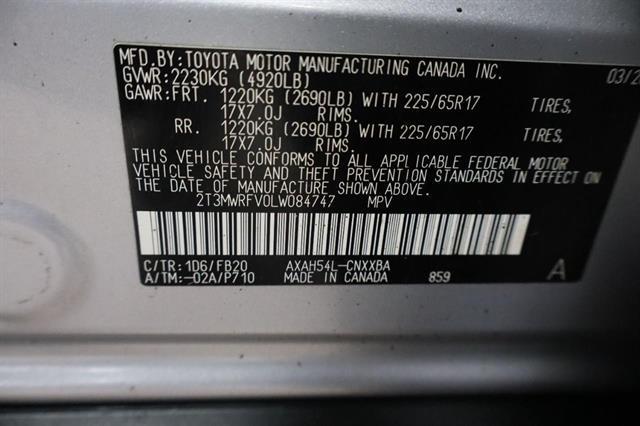 MFD.BY:TOYOTA MOTOR MANUFACTURING CANADA INC. 03/2
GVWR:2230KG (4920LB)
GAWR:FRT. 1220KG (2690LB) WITH 225/65R17 TIRES,
17X7.0J RIMS.
RR. 1220KG (2690LB) WITH 225/65R17 TIRES,
17X7.0J RIMS.
THIS VEHICLE CONFORMS TO ALL APPLICABLE FEDERAL MOTOR
VEHICLE SAFETY AND THEFT PREVENTION STANDARDS IN EFFECT ON
THE DATE OF MANUFACTURE SHOWN ABOVE.
2T3MWRFV0LW084747 MPV
C/TR:1D6/FB20 AXAH54L-CNXXBA
A/TM:-02A/P710 MADE IN CANADA 859 A